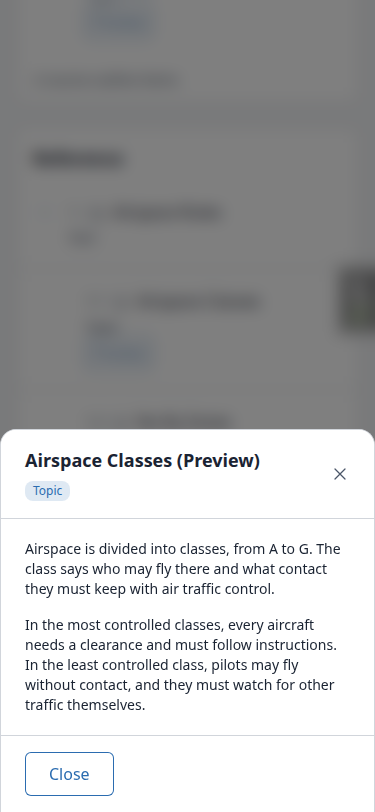 Airspace Classes (Preview)
Topic
Airspace is divided into classes, from A to G. The
class says who may fly there and what contact
they must keep with air traffic control.
In the most controlled classes, every aircraft
needs a clearance and must follow instructions.
In the least controlled class, pilots may fly
without contact, and they must watch for other
traffic themselves.
Close